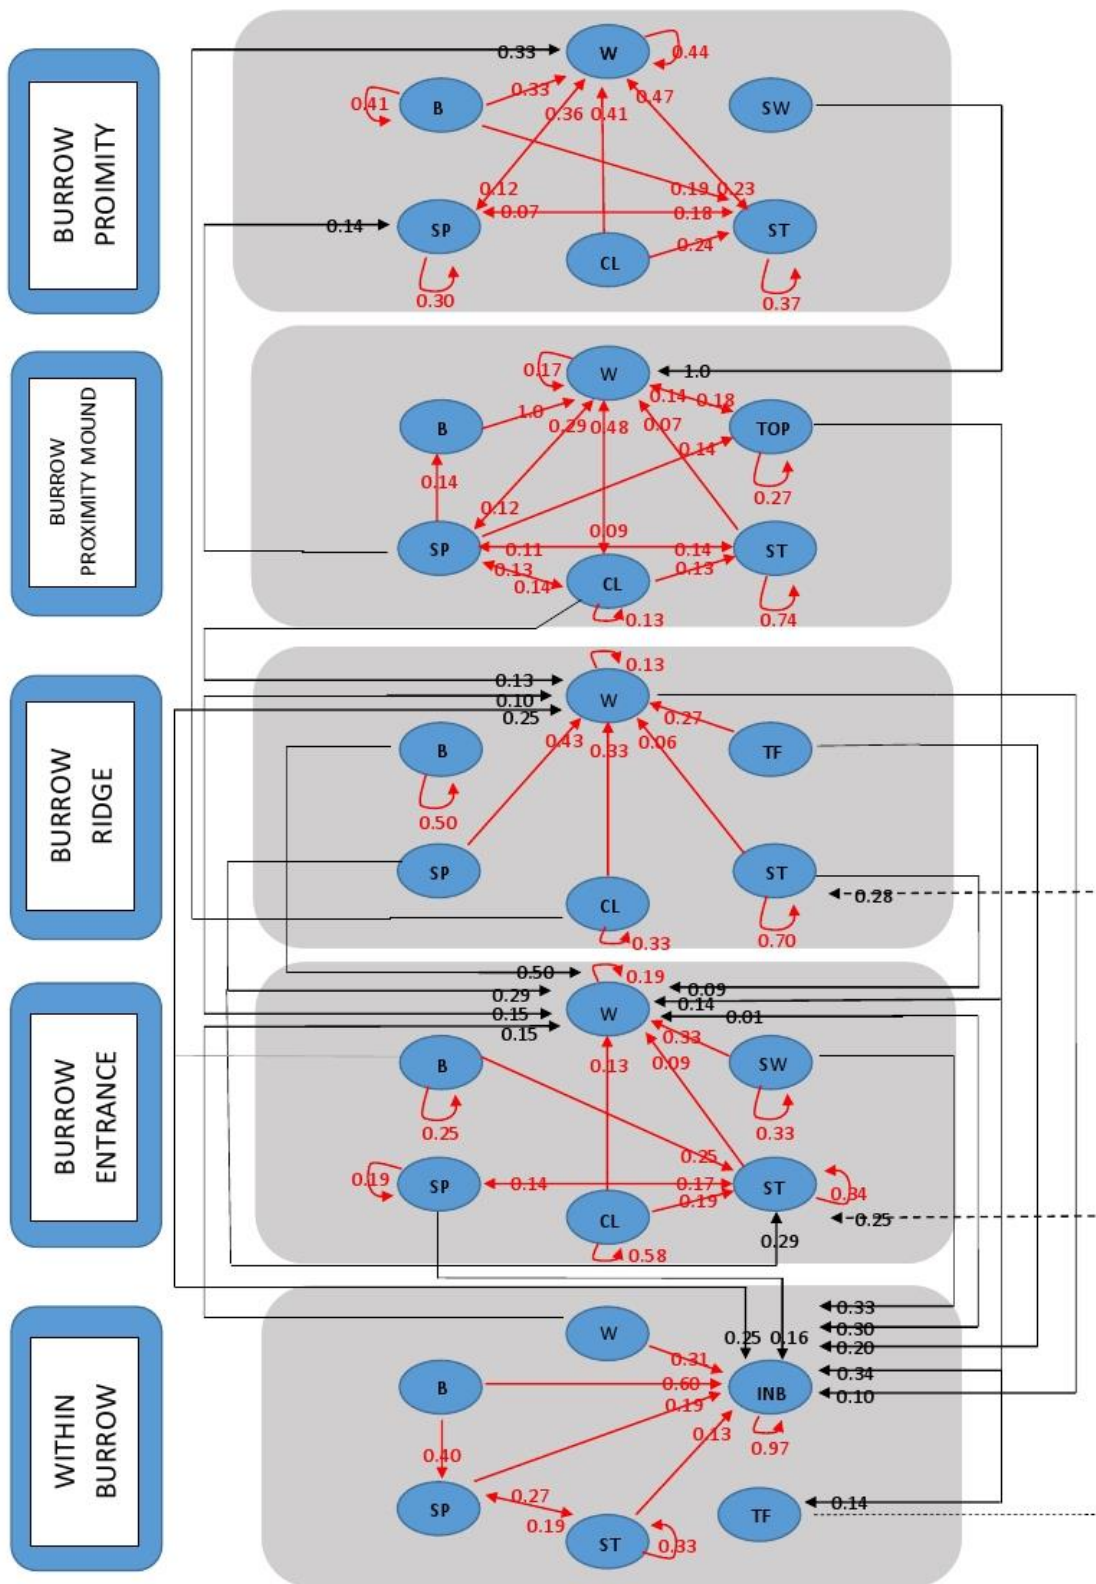 BURROW
PROIMITY
W
0.44
0.33
B
0.41
0.33
0.36
0.41
0.47
SW
0.12
0.07
0.19
0.23
0.18
SP
0.14
0.30
CL
0.24
ST
0.37
BURROW
PROXIMITY MOUND
W
0.17
1.0
0.14
0.18
B
1.0
0.29
0.48
0.07
TOP
0.14
0.14
0.27
0.12
0.09
SP
0.11
0.14
ST
0.13
0.14
CL
0.13
0.13
0.74
BURROW
RIDGE
0.13
0.13
0.10
0.25
W
0.27
B
0.43
0.33
0.06
TF
0.50
SP
ST
0.28
CL
0.33
0.70
BURROW
ENTRANCE
0.50
0.19
0.29
0.09
0.15
0.14
0.15
W
0.01
0.33
B
0.13
0.09
SW
0.25
0.33
0.25
0.19
SP
0.14
0.17
ST
0.34
0.19
CL
0.25
0.58
0.29
WITHIN
BURROW
0.33
W
0.30
0.25
0.16
0.20
0.31
0.34
B
0.60
INB
0.10
0.19
0.13
0.97
0.40
SP
0.27
0.19
TF
0.14
ST
0.33